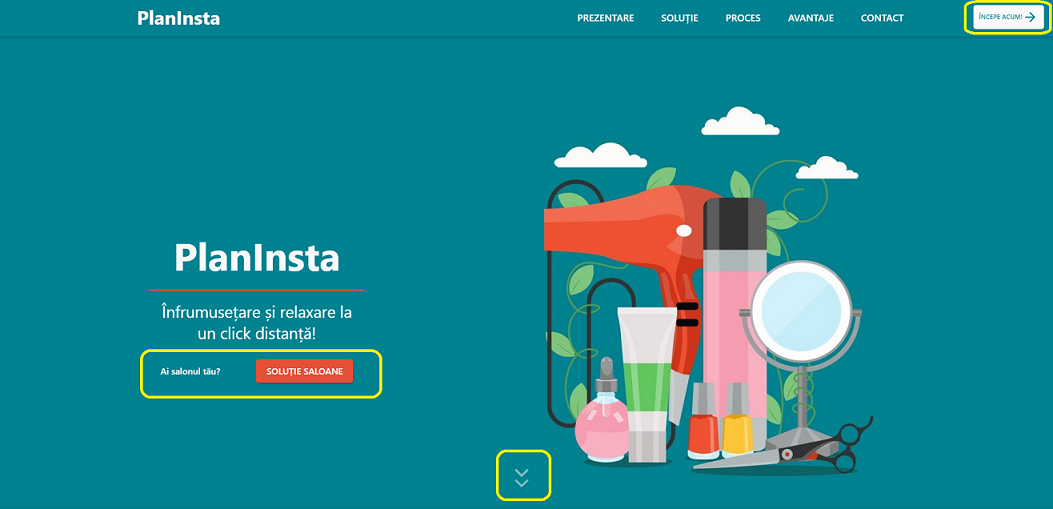 PlanInsta
PREZENTARE SOLUȚIE PROCES AVANTAJE CONTACT
ÎNCEPE ACUM!
PlanInsta
Înfrumusețare și relaxare la
un click distanță!
Ai salonul tău? SOLUȚIE SALOANE